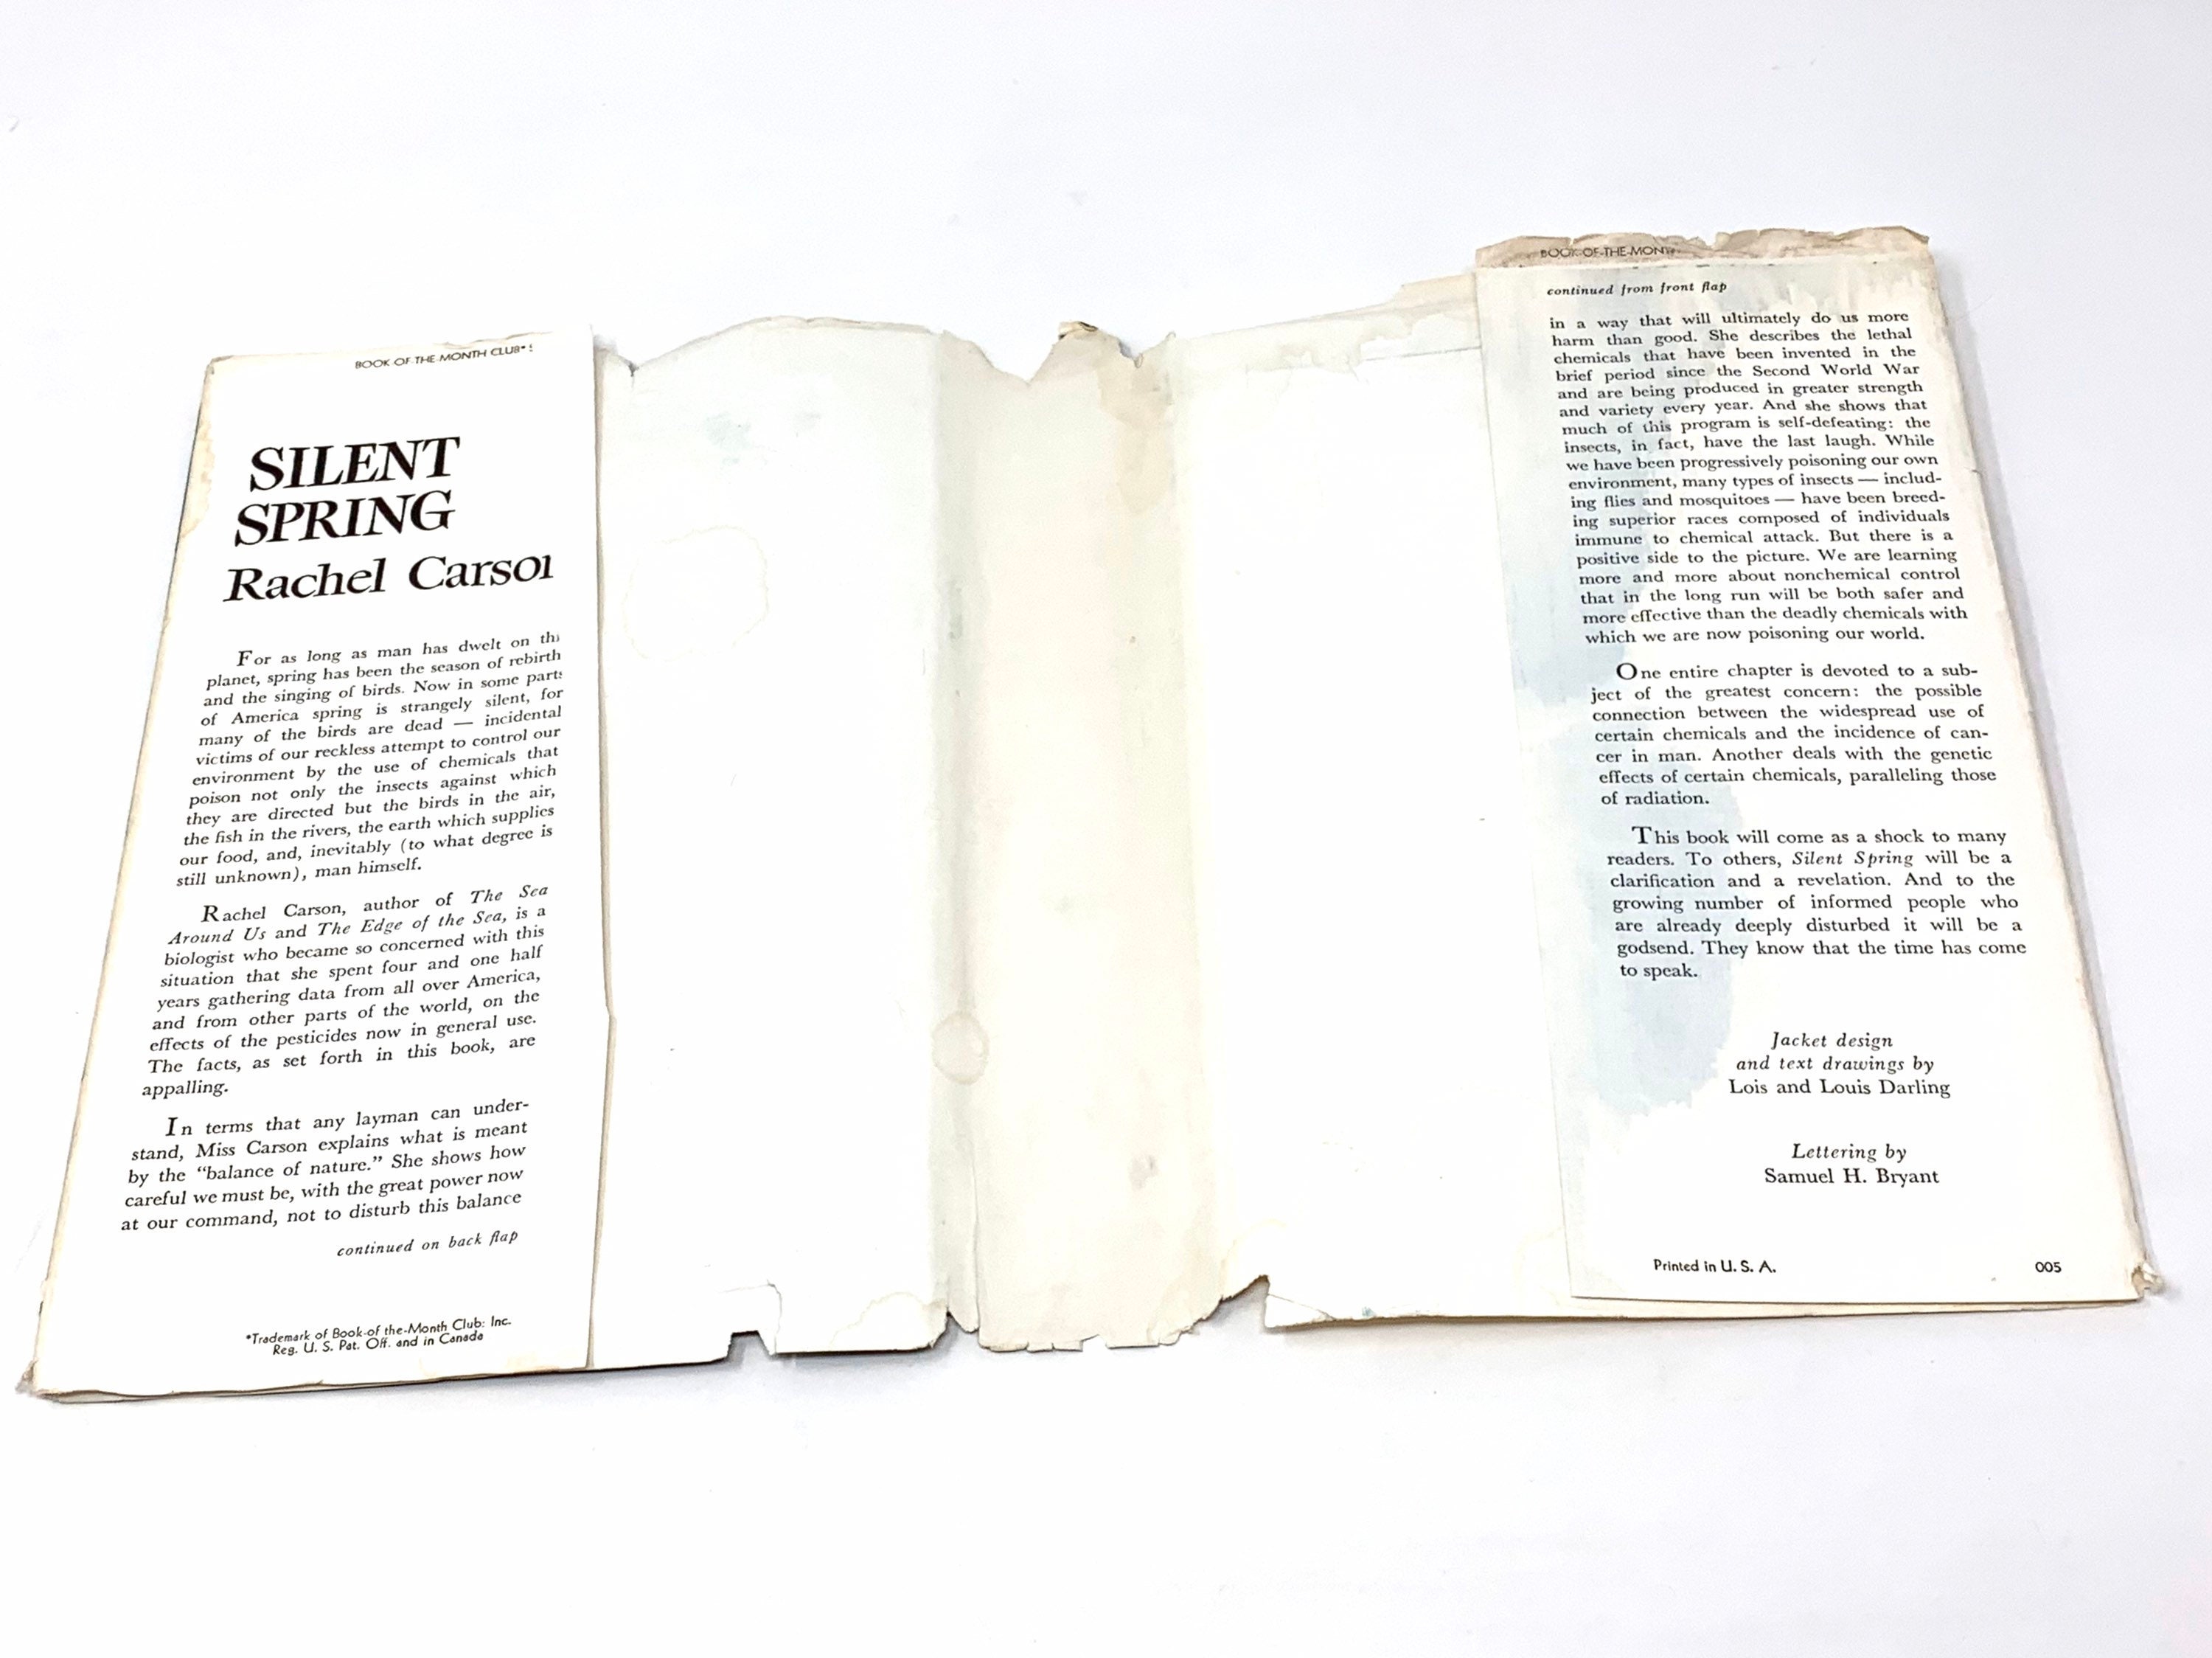 BOOK-OF-THE-MONTH CLUB*
SILENT
SPRING
Rachel Carson
For as long as man has dwelt on
planet, spring has been the season of rebirth
and the singing of birds. Now in some parts
of America spring is strangely silent, for
many of the birds are dead — incidental
victims of our reckless attempt to control our
environment by the use of chemicals that
poison not only the insects against which
they are directed but the birds in the air,
the fish in the rivers, the earth which supplies
our food, and, inevitably (to what degree is
still unknown), man himself.
Rachel Carson, author of The Sea
Around Us and The Edge of the Sea, is a
biologist who became so concerned with this
situation that she spent four and one half
years gathering data from all over America,
and from other parts of the world, on the
effects of the pesticides now in general use.
The facts, as set forth in this book, are
appalling.
In terms that any layman can under-
stand, Miss Carson explains what is meant
by the “balance of nature.” She shows how
careful we must be, with the great power now
at our command, not to disturb this balance
continued on back flap
*Trademark of Book-of-the-Month Club, Inc.
Reg. U. S. Pat. Off. and in Canada
BOOK-OF-THE-MONT
continued from front flap
in a way that will ultimately do us more
harm than good. She describes the lethal
chemicals that have been invented in the
brief period since the Second World War
and are being produced in greater strength
and variety every year. And she shows that
much of this program is self-defeating: the
insects, in fact, have the last laugh. While
we have been progressively poisoning our own
environment, many types of insects — includ-
ing flies and mosquitoes — have been breed-
ing superior races composed of individuals
immune to chemical attack. But there is a
positive side to the picture. We are learning
more and more about nonchemical control
that in the long run will be both safer and
more effective than the deadly chemicals with
which we are now poisoning our world.
One entire chapter is devoted to a sub-
ject of the greatest concern: the possible
connection between the widespread use of
certain chemicals and the incidence of can-
cer in man. Another deals with the genetic
effects of certain chemicals, paralleling those
of radiation.
This book will come as a shock to many
readers. To others, Silent Spring will be a
clarification and a revelation. And to the
growing number of informed people who
are already deeply disturbed it will be a
godsend. They know that the time has come
to speak.
Jacket design
and text drawings by
Lois and Louis Darling
Lettering by
Samuel H. Bryant
Printed in U. S. A.
005